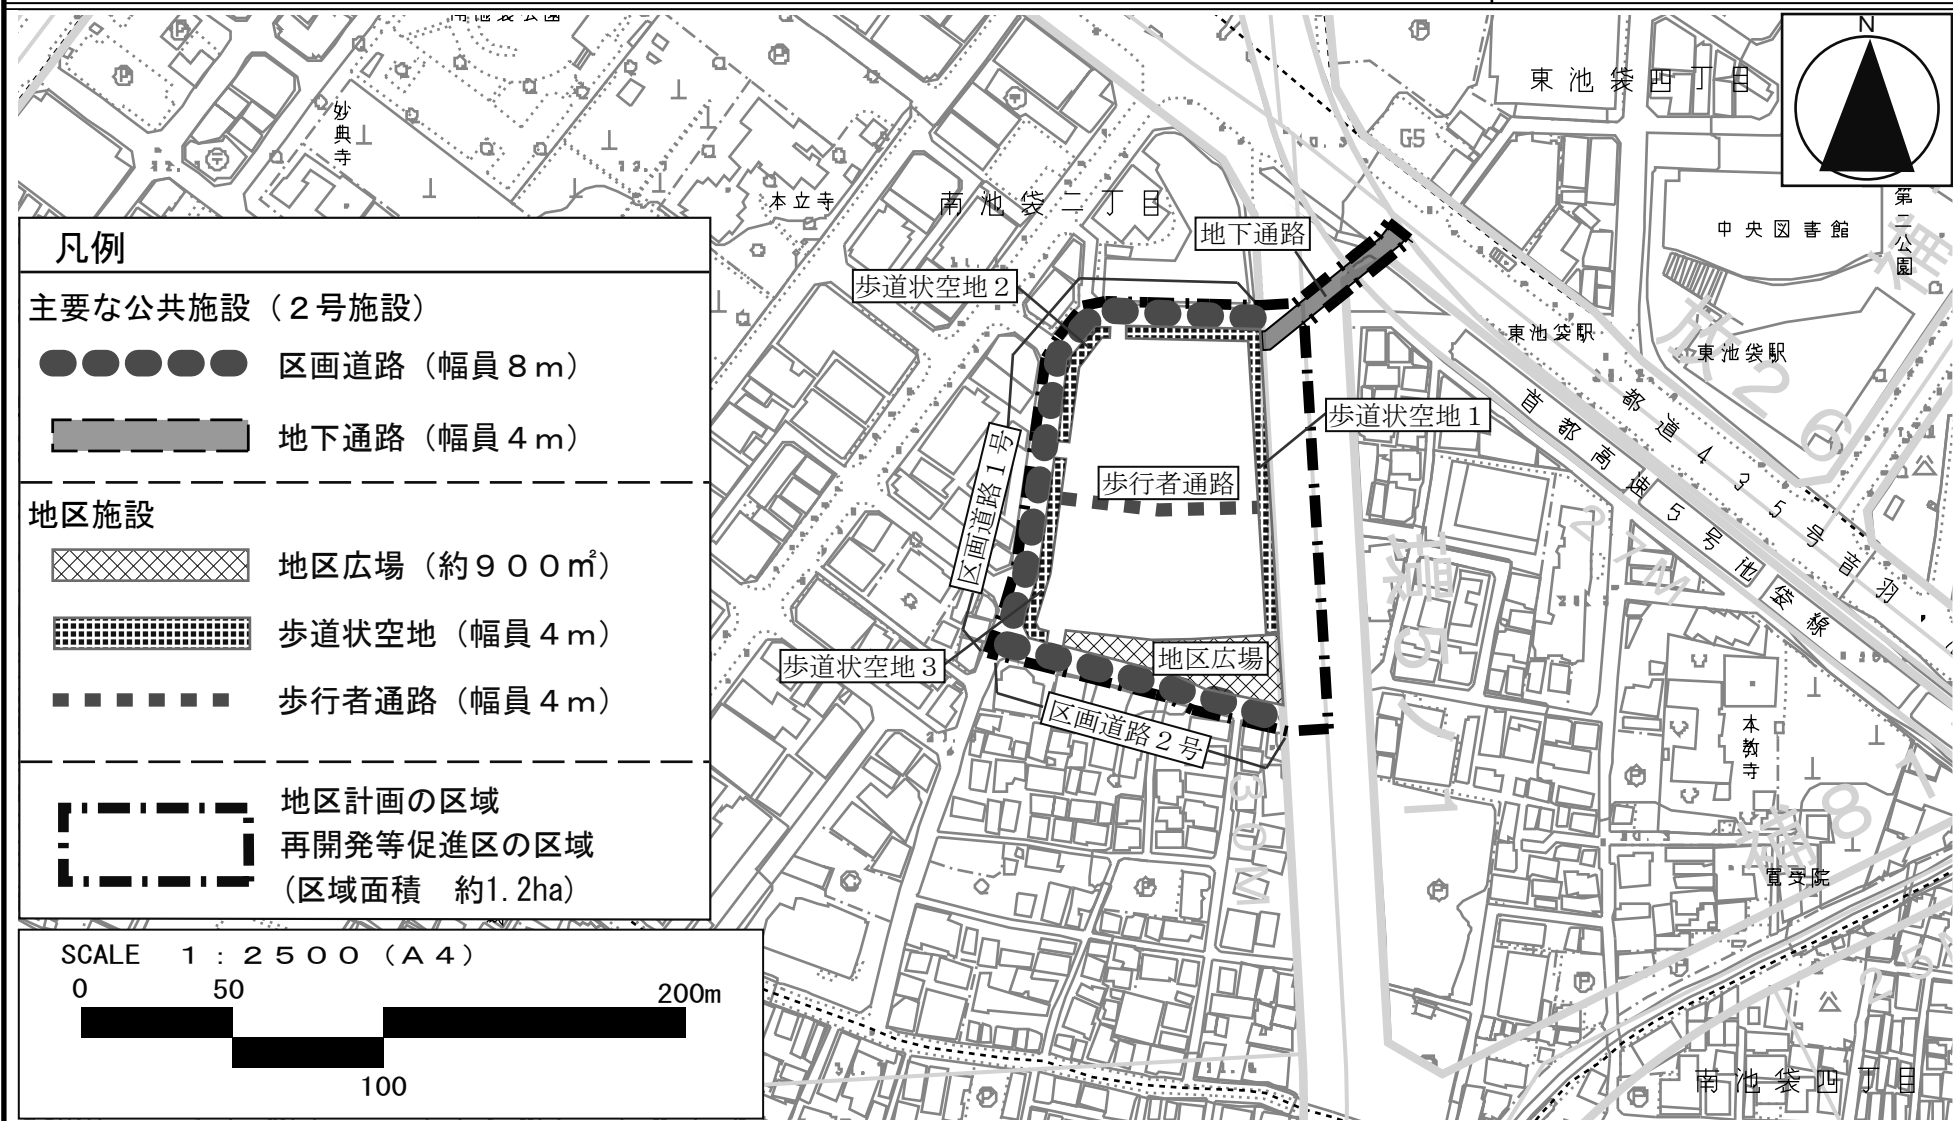 凡例
主要な公共施設（２号施設）
区画道路（幅員８ｍ）
地下通路（幅員４ｍ）
地区施設
地区広場（約９００㎡）
歩道状空地（幅員４ｍ）
歩行者通路（幅員４ｍ）
地区計画の区域
再開発等促進区の区域
（区域面積　約1.2ha）
SCALE　１：２５００（Ａ４）
0
50
200m
100
N
妙典寺
本立寺
南池袋二丁目
東池袋四丁目
GS
中央図書館
第二公園
地下通路
歩道状空地２
歩道状空地１
歩行者通路
区画道路１号
歩道状空地３
地区広場
区画道路２号
東池袋駅
東池袋駅
都道４３５号音羽
首都高速５号池袋線
本教寺
南池袋四丁目
環5ノ1
30M
27M